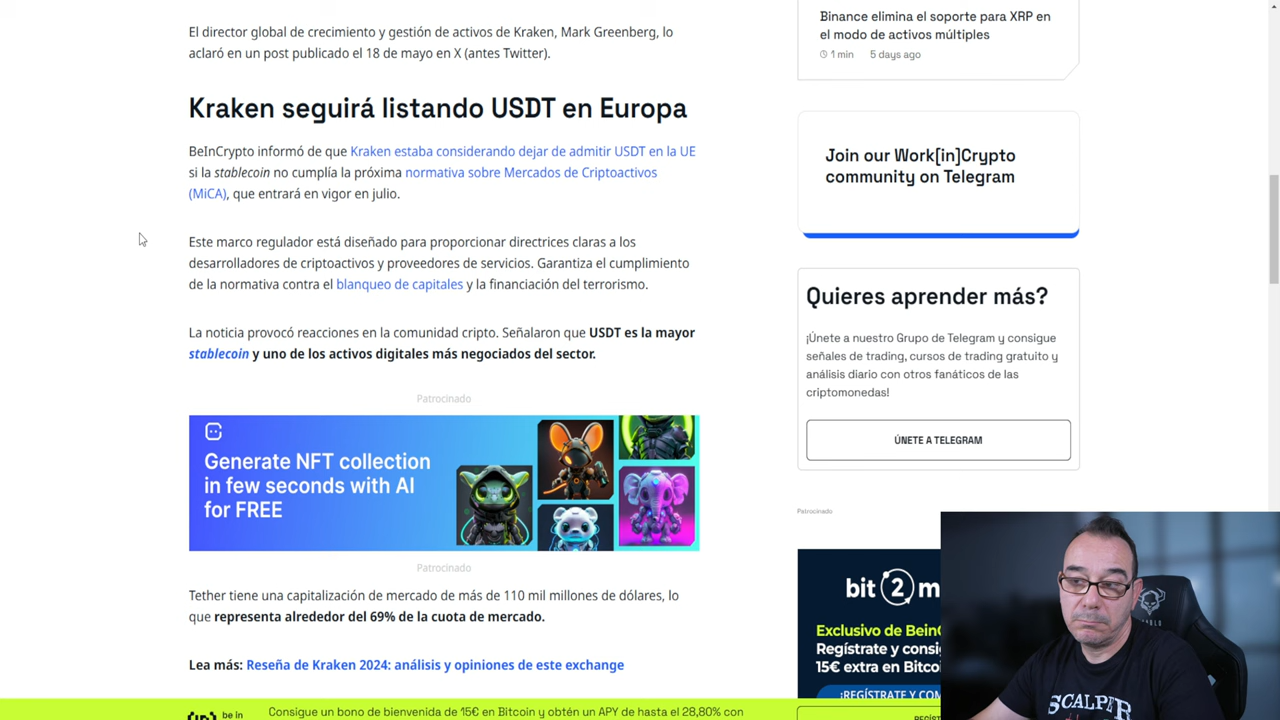 El director global de crecimiento y gestión de activos de Kraken, Mark Greenberg, lo
aclaró en un post publicado el 18 de mayo en X (antes Twitter).
Kraken seguirá listando USDT en Europa
BeInCrypto informó de que Kraken estaba considerando dejar de admitir USDT en la UE
si la stablecoin no cumplía la próxima normativa sobre Mercados de Criptoactivos
(MiCA), que entrará en vigor en julio.
Este marco regulador está diseñado para proporcionar directrices claras a los
desarrolladores de criptoactivos y proveedores de servicios. Garantiza el cumplimiento
de la normativa contra el blanqueo de capitales y la financiación del terrorismo.
La noticia provocó reacciones en la comunidad cripto. Señalaron que USDT es la mayor
stablecoin y uno de los activos digitales más negociados del sector.
Patrocinado
Generate NFT collection
in few seconds with AI
for FREE
Patrocinado
Tether tiene una capitalización de mercado de más de 110 mil millones de dólares, lo
que representa alrededor del 69% de la cuota de mercado.
Lea más: Reseña de Kraken 2024: análisis y opiniones de este exchange
Binance elimina el soporte para XRP en
el modo de activos múltiples
1 min 5 days ago
Join our Work[in]Crypto
community on Telegram
Quieres aprender más?
¡Únete a nuestro Grupo de Telegram y consigue
señales de trading, cursos de trading gratuito y
análisis diario con otros fanáticos de las
criptomonedas!
ÚNETE A TELEGRAM
Patrocinado
bit 2 m
Exclusivo de BeinC
Regístrate y consig
15€ extra en Bitcoi
¡REGÍSTRATE Y COM
SCALPER
be in
Consigue un bono de bienvenida de 15€ en Bitcoin y obtén un APY de hasta el 28,80% con